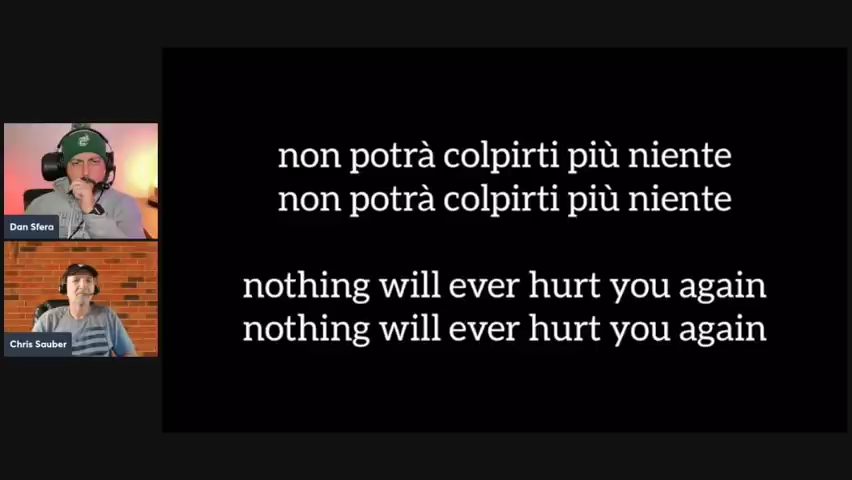 Dan Sfera
Chris Sauber
non potrà colpirti più niente
non potrà colpirti più niente
nothing will ever hurt you again
nothing will ever hurt you again